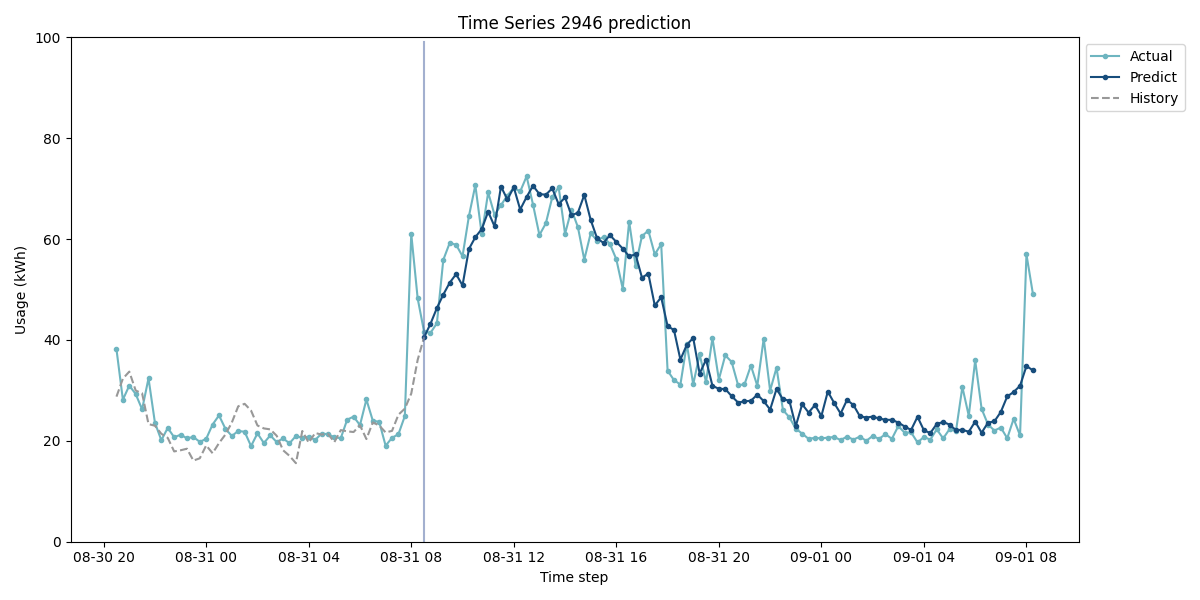 Time Series 2946 prediction
100
80
60
40
20
0
Usage (kWh)
08-30 20
08-31 00
08-31 04
08-31 08
08-31 12
08-31 16
08-31 20
09-01 00
09-01 04
09-01 08
Time step
Actual
Predict
History